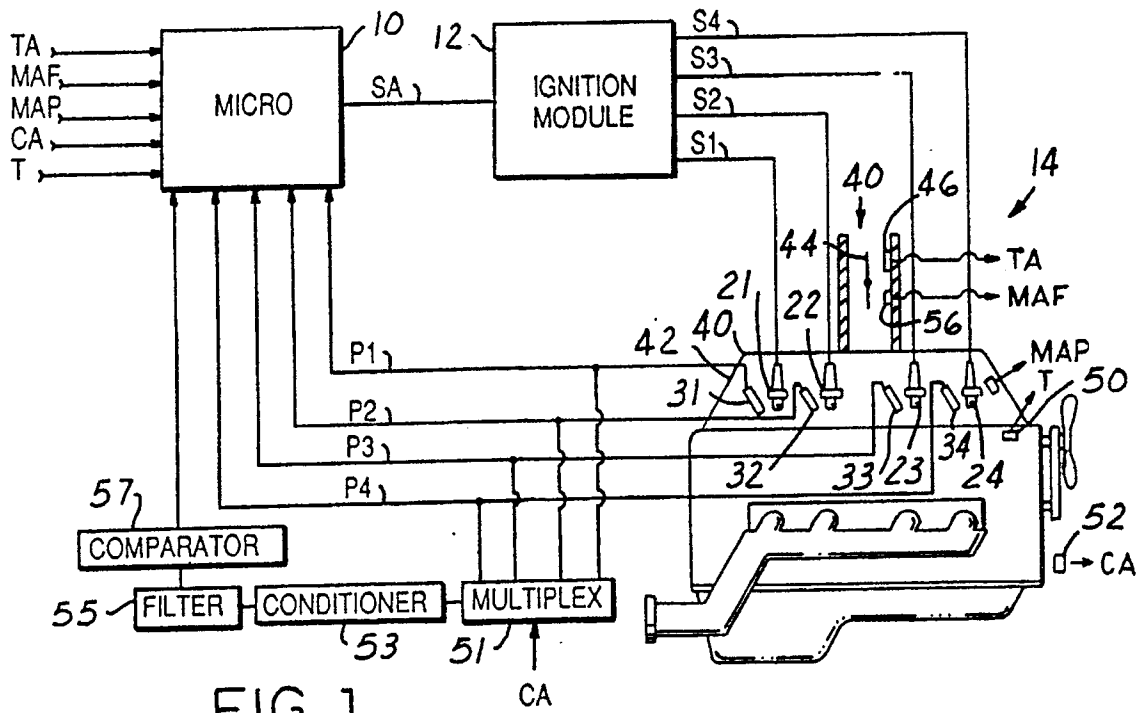 10
12
S4
TA
MAF
MAP
CA
T
MICRO
SA
IGNITION
MODULE
S3
S2
S1
40
46
14
44
TA
MAF
56
21
22
40
42
P1
31
MAP
T
50
P2
32
33
23
34
24
P3
P4
57
COMPARATOR
52
CA
55
FILTER
CONDITIONER
MULTIPLEX
53
51
CA
FIG. 1